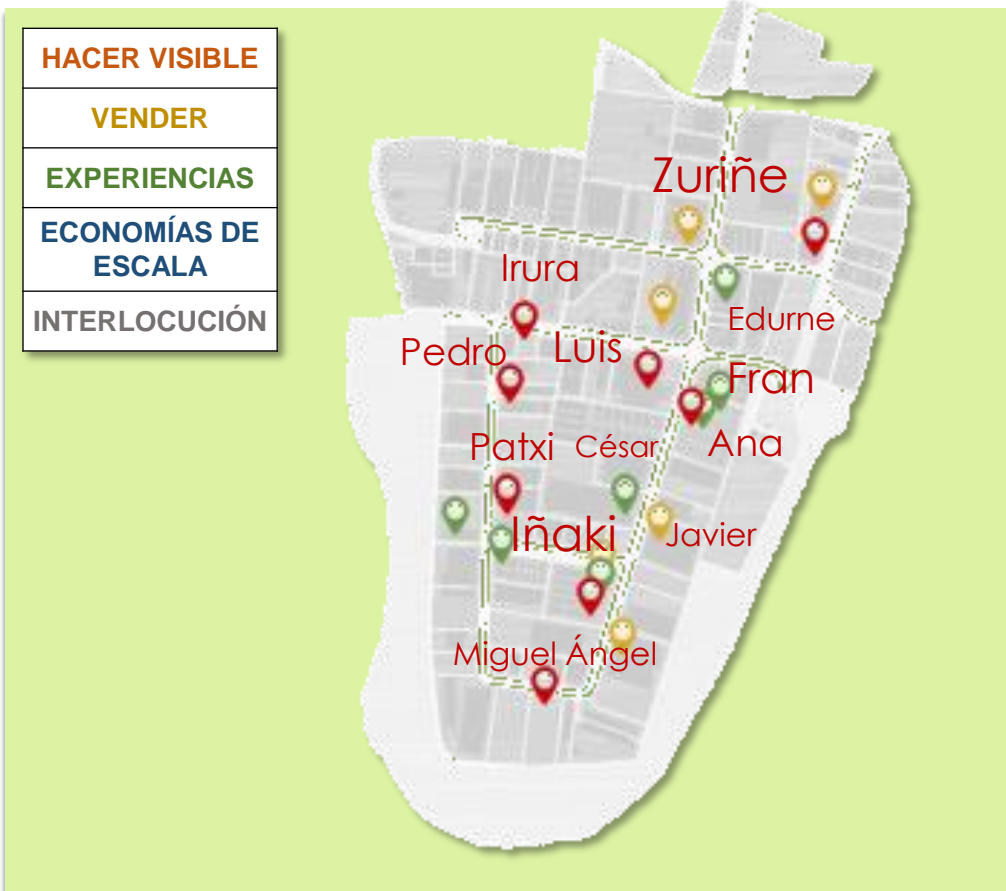 HACER VISIBLE
VENDER
EXPERIENCIAS
ECONOMÍAS DE
ESCALA
INTERLOCUCIÓN
Zuriñe
Irura
Edurne
Pedro
Luis
Fran
Patxi
César
Ana
Iñaki
Javier
Miguel Ángel